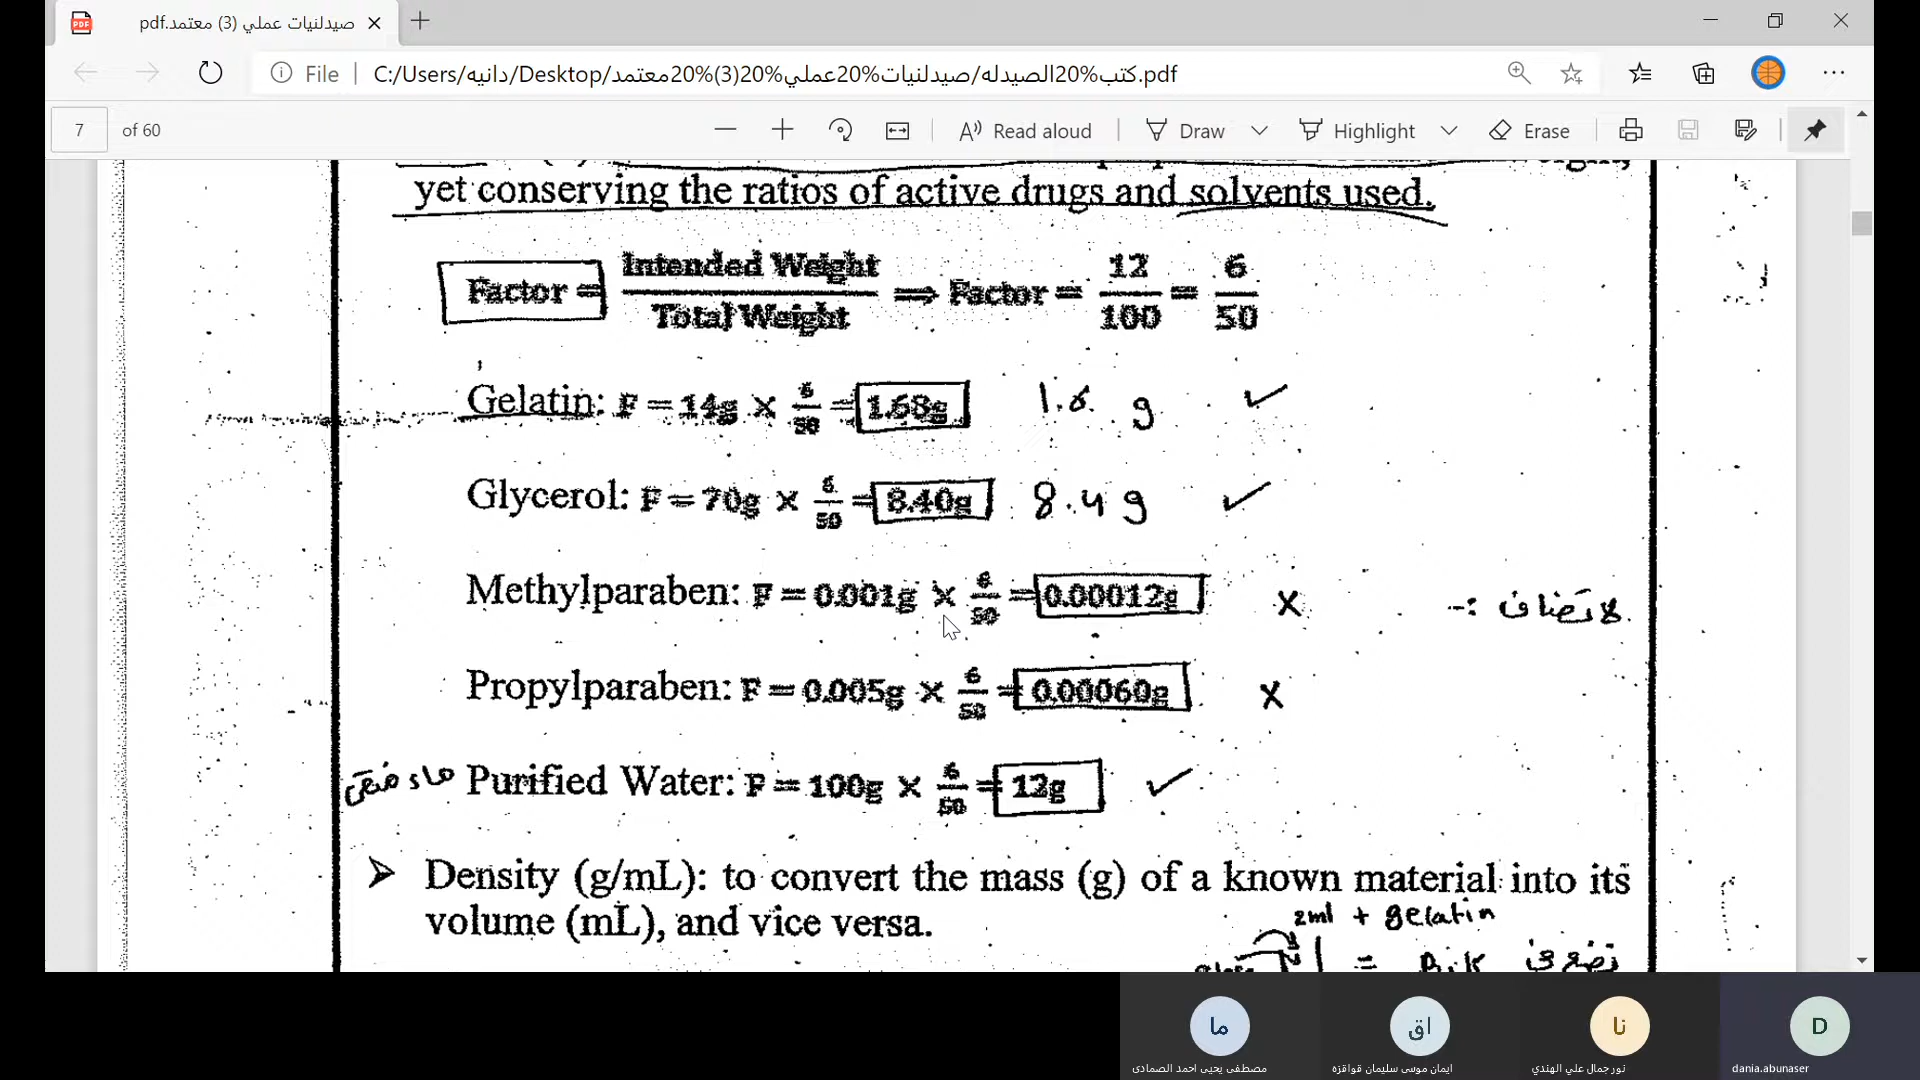 صيدلنيات عملي (3) معتمد.pdf
File
C:/Users/دانيه/Desktop/كتب%20الصيدله/صيدلنيات%20عملي%20(3)%20معتمد.pdf
7 of 60
Read aloud
Draw
Highlight
Erase
yet conserving the ratios of active drugs and solvents used.
Factor = Intended Weight / Total Weight ⟹ Factor = 12/100 = 6/50
Gelatin: F = 14g × 6/50 = 1.68g 1.6 g ✓
Glycerol: F = 70g × 6/50 = 8.40g 8.4 g ✓
Methylparaben: F = 0.001g × 6/50 = 0.00012g X لا تضاف :-
Propylparaben: F = 0.005g × 6/50 = 0.00060g X
ماء مقطر Purified Water: F = 100g × 6/50 = 12g ✓
➤ Density (g/mL): to convert the mass (g) of a known material into its
volume (mL), and vice versa.
2ml + gelatin
=
D
مصطفى يحيى احمد الصمادى
ايمان موسى سليمان قواقزه
نور جمال علي الهندي
dania.abunaser